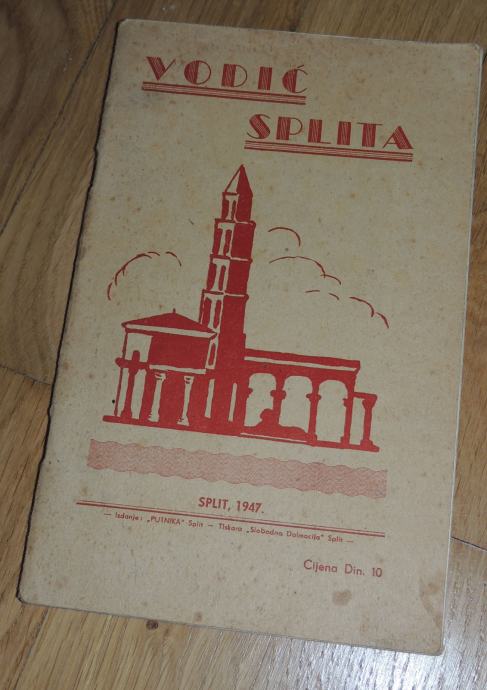 VODIĆ
SPLITA
SPLIT, 1947.
— Izdanje: „PUTNIKA" Split — Tiskara „Slobodna Dalmacija" Split —
Cijena Din. 10